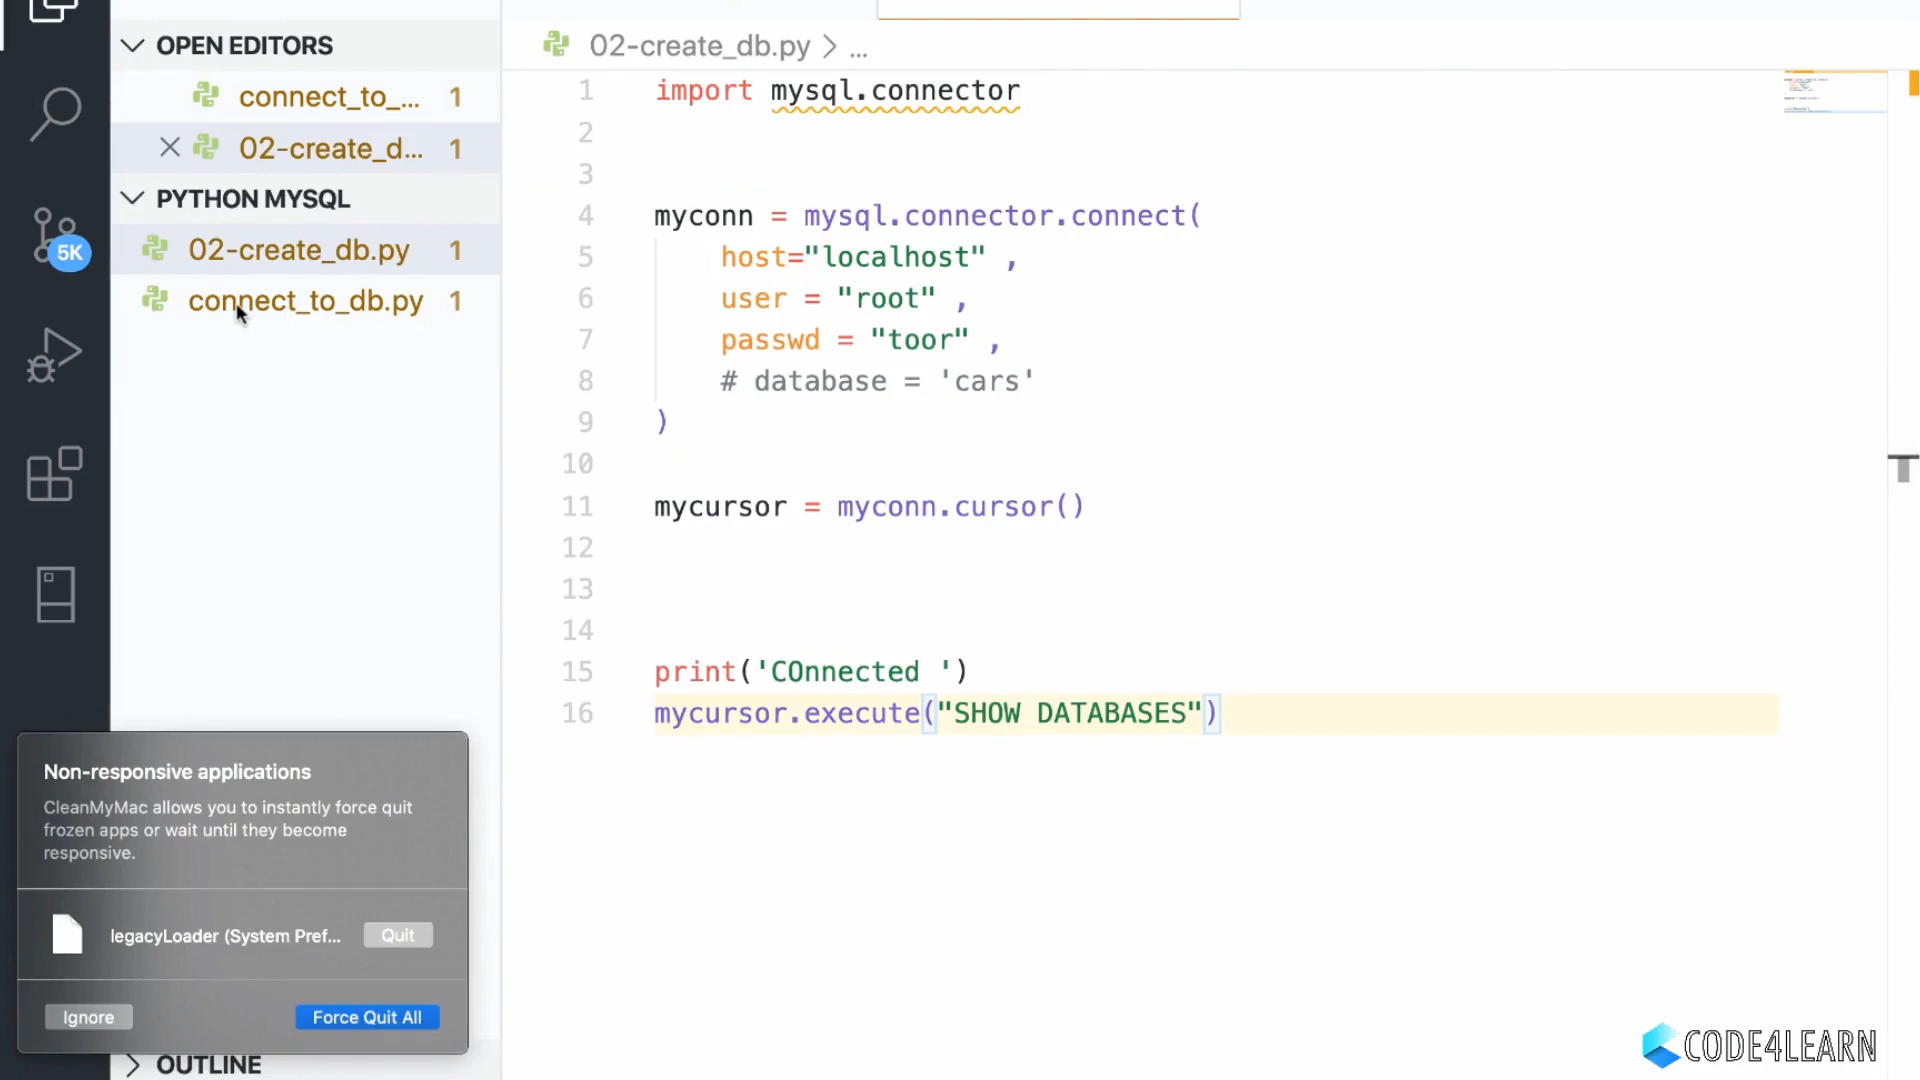 OPEN EDITORS
connect_to_... 1
02-create_d... 1
PYTHON MYSQL
02-create_db.py 1
connect_to_db.py 1
5K
02-create_db.py > ...
1 import mysql.connector
2
3
4 myconn = mysql.connector.connect(
5 host="localhost" ,
6 user = "root" ,
7 passwd = "toor" ,
8 # database = 'cars'
9 )
10
11 mycursor = myconn.cursor()
12
13
14
15 print('COnnected ')
16 mycursor.execute("SHOW DATABASES")
Non-responsive applications
CleanMyMac allows you to instantly force quit
frozen apps or wait until they become
responsive.
legacyLoader (System Pref... Quit
Ignore Force Quit All
OUTLINE
CODE4LEARN